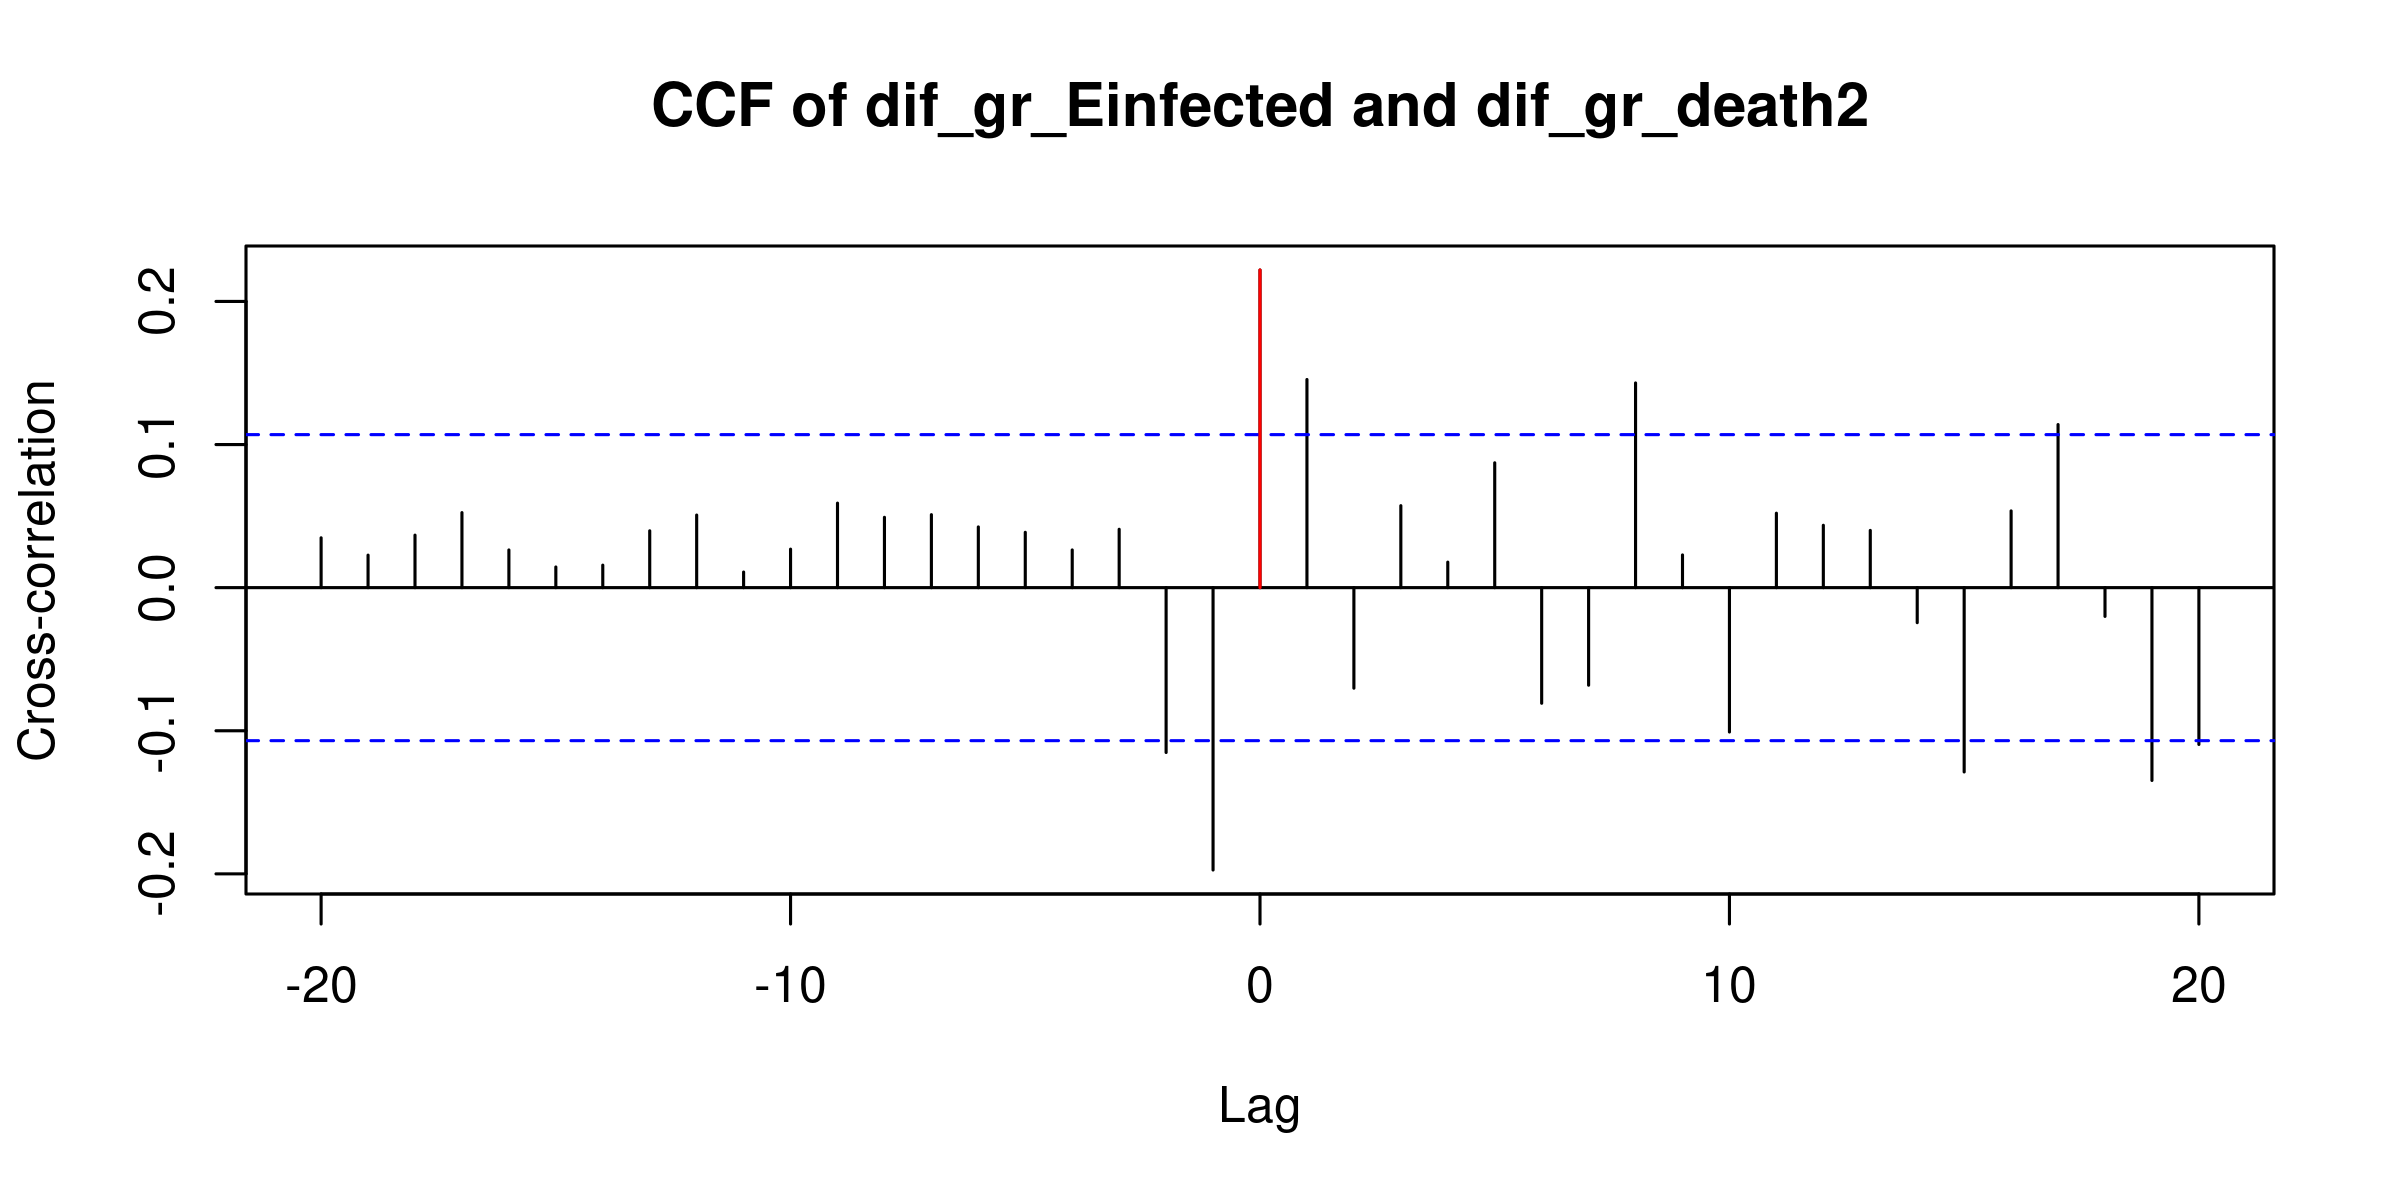 CCF of dif_gr_Einfected and dif_gr_death2
Cross-correlation
0.2
0.1
0.0
-0.1
-0.2
-20 -10 0 10 20
Lag